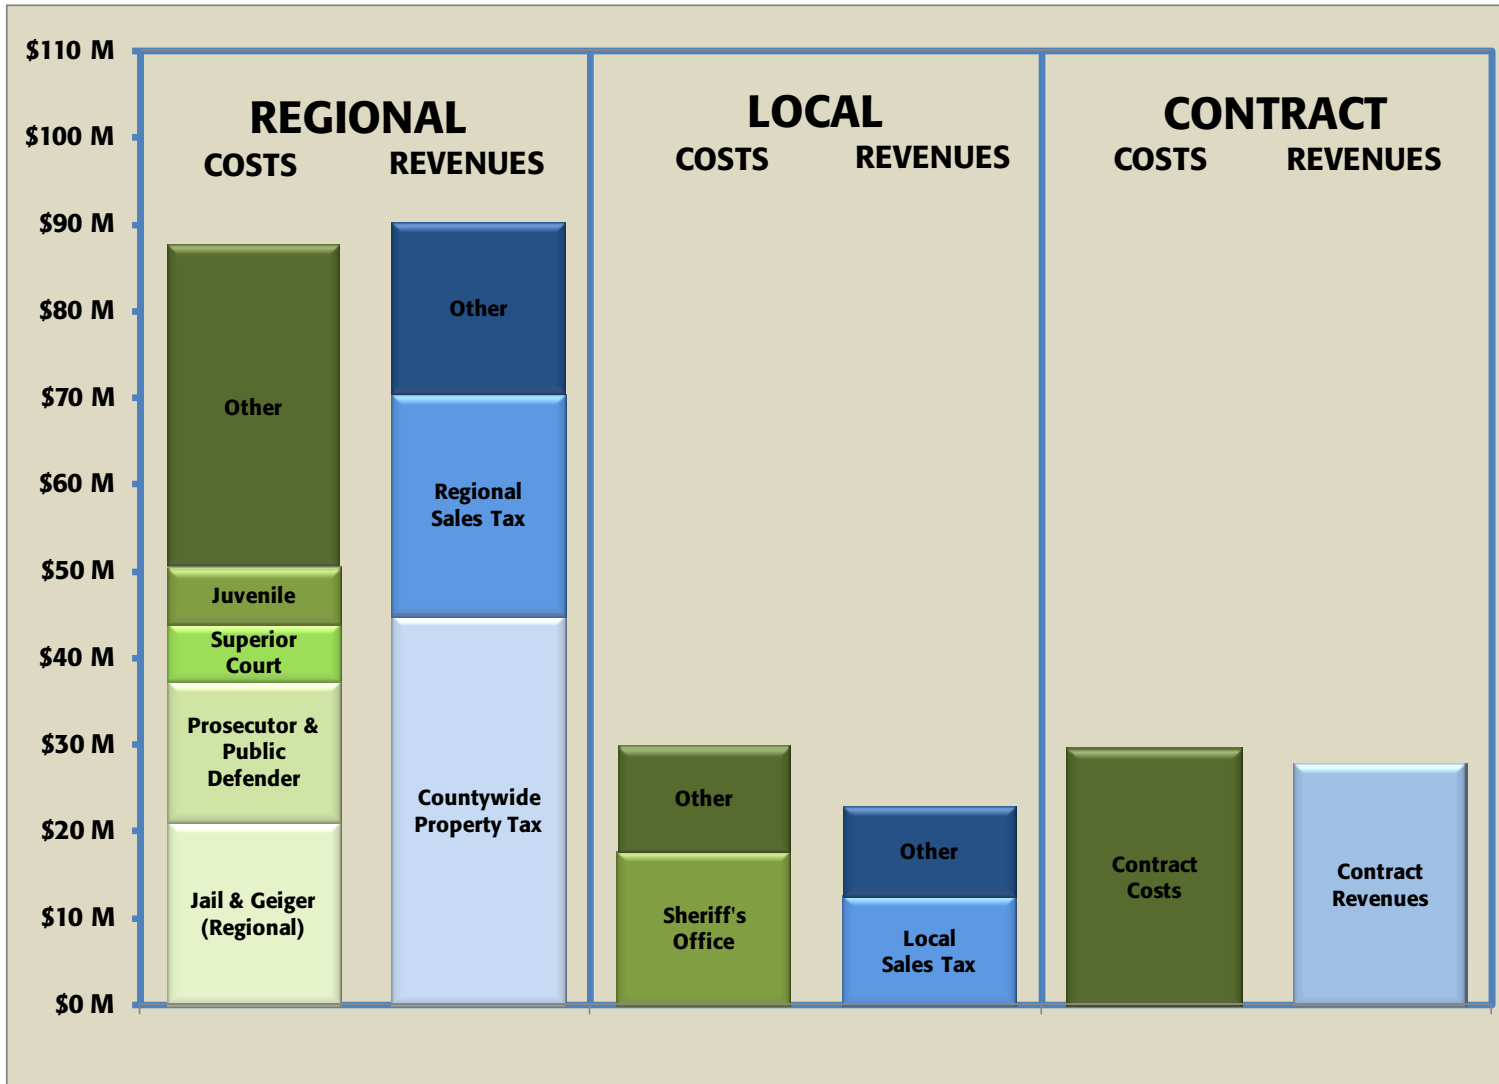 $110 M
$100 M
$90 M
$80 M
$70 M
$60 M
$50 M
$40 M
$30 M
$20 M
$10 M
$0 M
REGIONAL
COSTS
REVENUES
Other
Juvenile
Superior
Court
Prosecutor &
Public
Defender
Jail & Geiger
(Regional)
Other
Regional
Sales Tax
Countywide
Property Tax
LOCAL
COSTS
REVENUES
Other
Sheriff's
Office
Other
Local
Sales Tax
CONTRACT
COSTS
REVENUES
Contract
Costs
Contract
Revenues